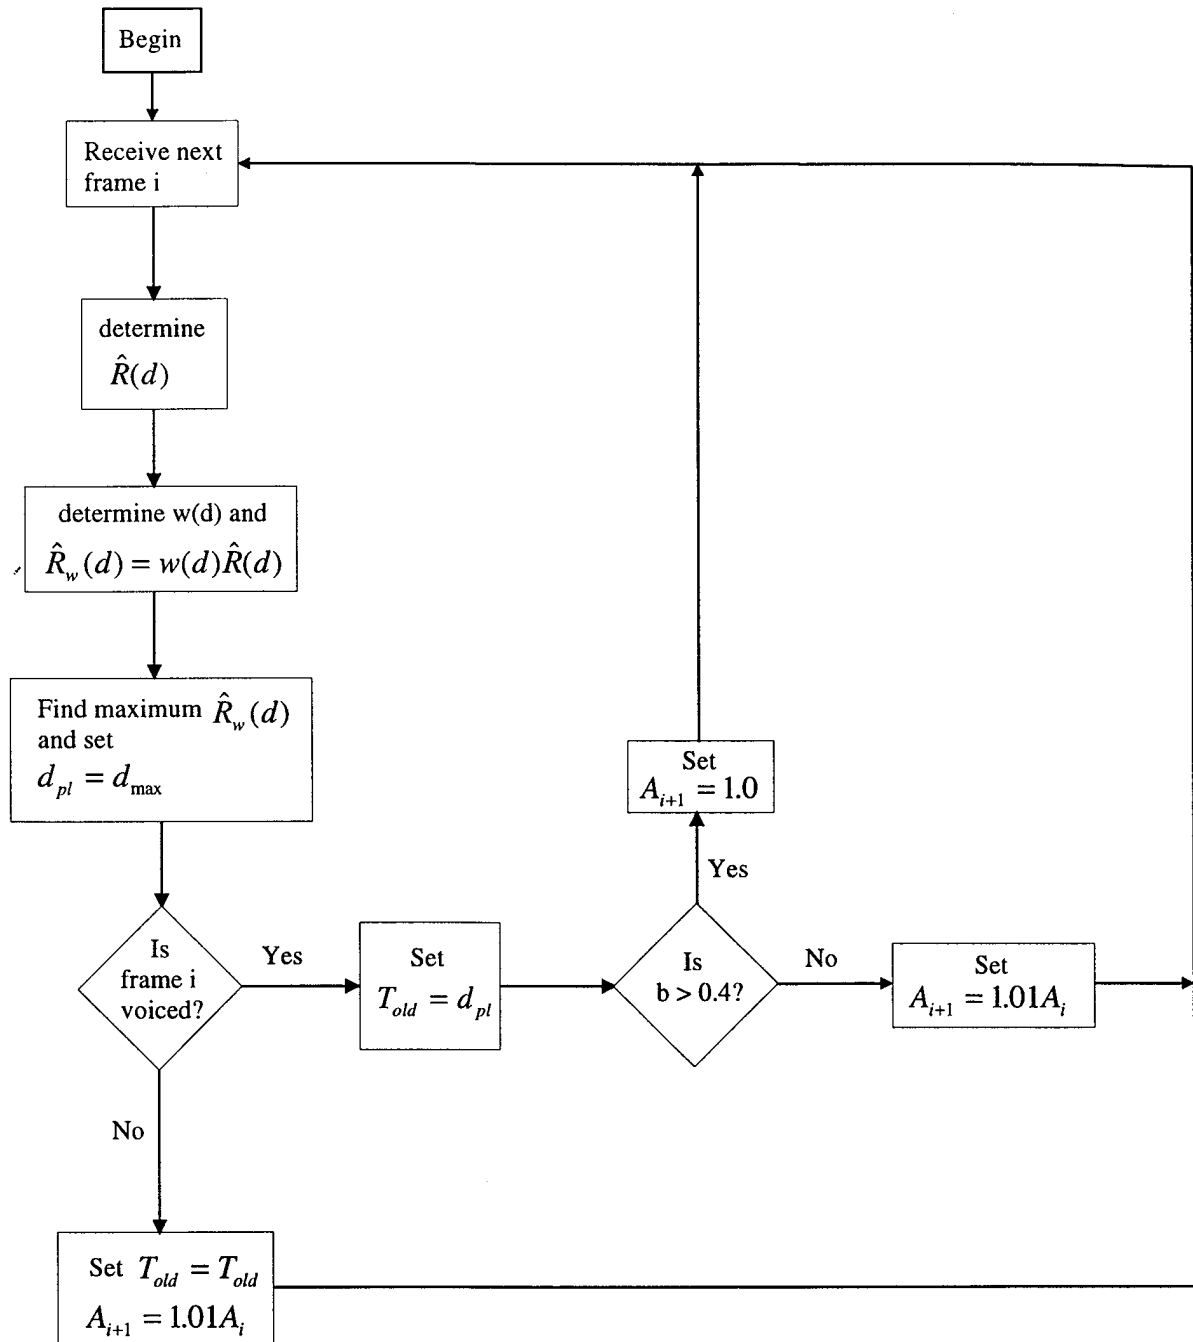 Begin
Receive next
frame i
determine
R̂(d)
determine w(d) and
R̂_w(d) = w(d)R̂(d)
Find maximum R̂_w(d)
and set
d_pl = d_max
Set
A_{i+1} = 1.0
Yes
Is
frame i
voiced?
Yes
Set
T_old = d_pl
Is
b > 0.4?
No
Set
A_{i+1} = 1.01A_i
No
Set T_old = T_old
A_{i+1} = 1.01A_i